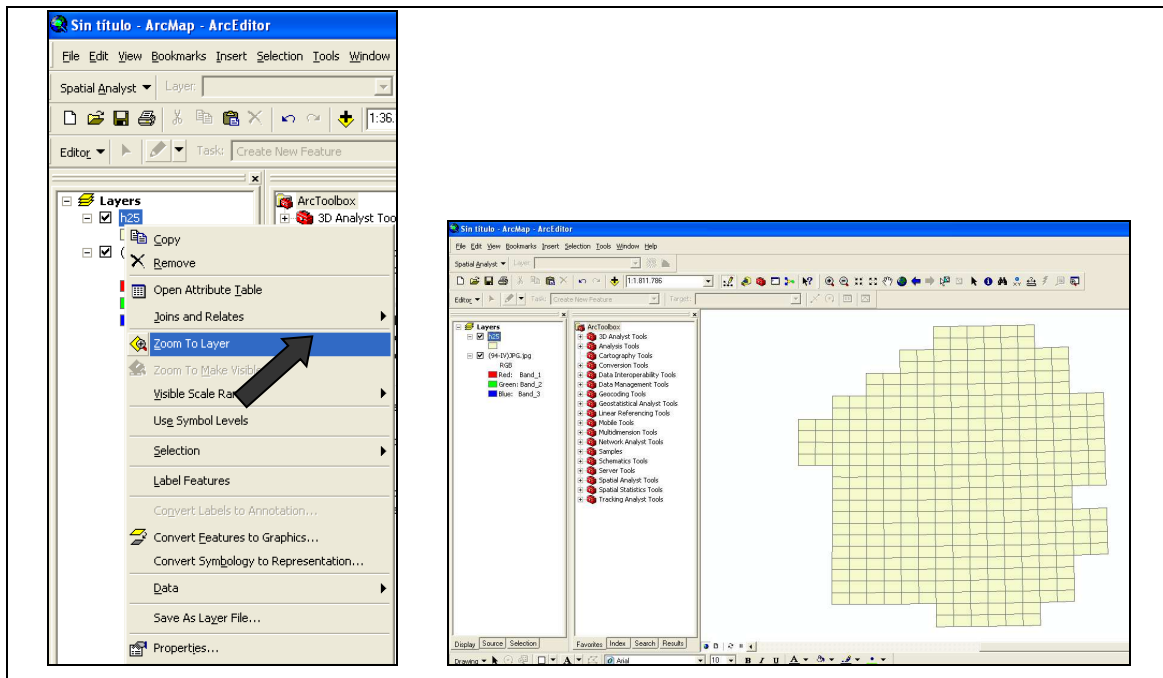 Sin título - ArcMap - ArcEditor
File Edit View Bookmarks Insert Selection Tools Window
Spatial Analyst Layer:
1:36.
Editor Task: Create New Feature
Layers
h25
ArcToolbox
3D Analyst Too
Copy
Remove
Open Attribute Table
Joins and Relates
Zoom To Layer
Zoom To Make Visible
Visible Scale Ran
Use Symbol Levels
Selection
Label Features
Convert Labels to Annotation...
Convert Features to Graphics...
Convert Symbology to Representation...
Data
Save As Layer File...
Properties...
Sin título - ArcMap - ArcEditor
File Edit View Bookmarks Insert Selection Tools Window Help
Spatial Analyst Layer:
1:1.811.786
Editor Task: Create New Feature Target:
Layers
h25
(94-IV)JPG.jpg
RGB
Red: Band_1
Green: Band_2
Blue: Band_3
ArcToolbox
3D Analyst Tools
Analysis Tools
Cartography Tools
Conversion Tools
Data Interoperability Tools
Data Management Tools
Geocoding Tools
Geostatistical Analyst Tools
Linear Referencing Tools
Mobile Tools
Multidimension Tools
Network Analyst Tools
Samples
Schematics Tools
Server Tools
Spatial Analyst Tools
Spatial Statistics Tools
Tracking Analyst Tools
Display Source Selection
Favorites Index Search Results
Drawing A Arial 10 B I U A